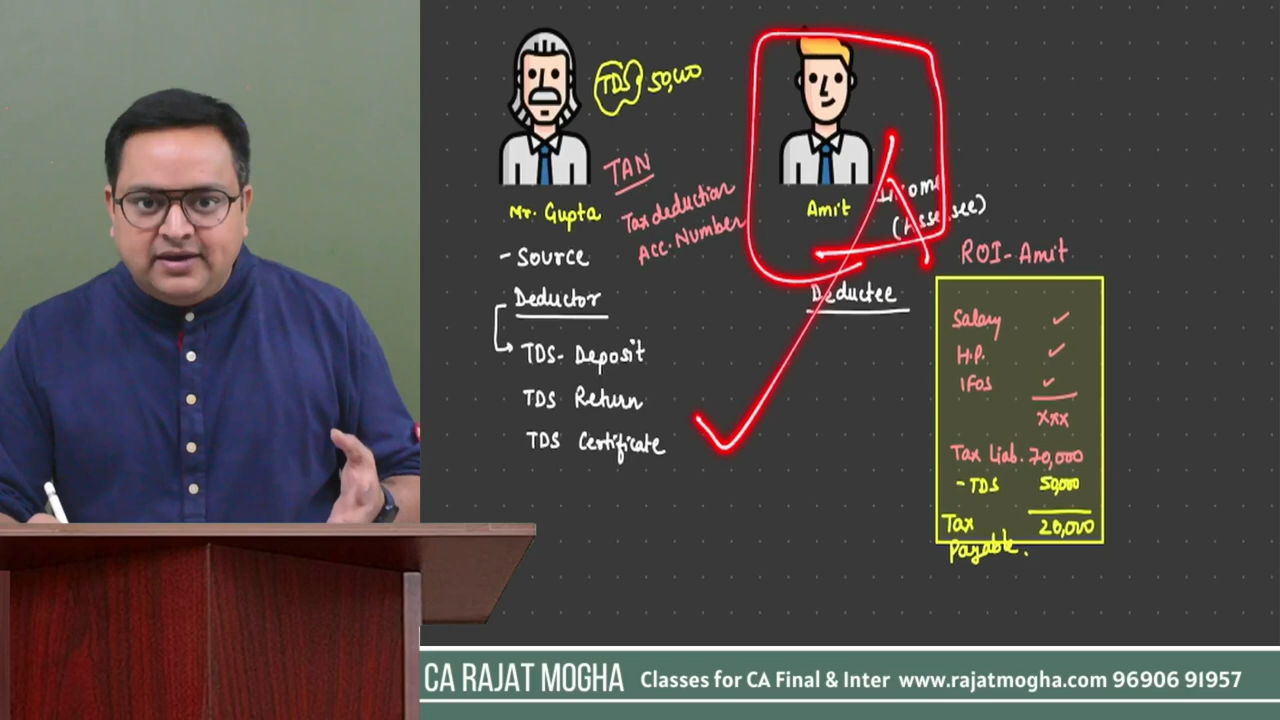 TDS 50,000
TAN
Tax deduction
Acc. Number
Mr. Gupta
- Source
Deductor
TDS - Deposit
TDS Return
TDS Certificate
Amit
(Assessee)
Deductee
ROI - Amit
Salary ✓
H.P. ✓
IFOS ✓
xxx
Tax Liab. 70,000
- TDS 50,000
Tax 20,000
Payable.
CA RAJAT MOGHA Classes for CA Final & Inter www.rajatmogha.com 96906 91957